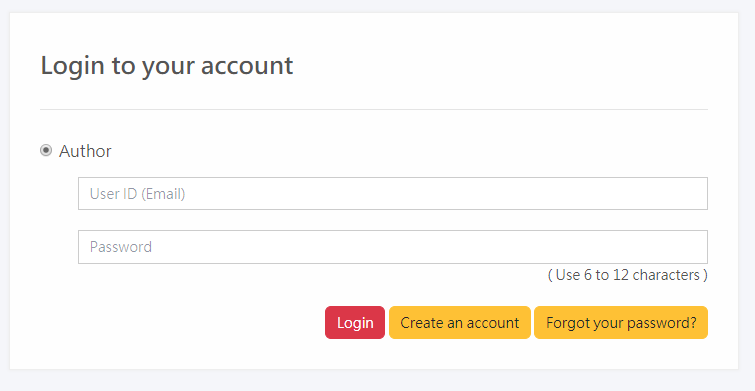 Login to your account
Author
User ID (Email)
Password
( Use 6 to 12 characters )
Login Create an account Forgot your password?